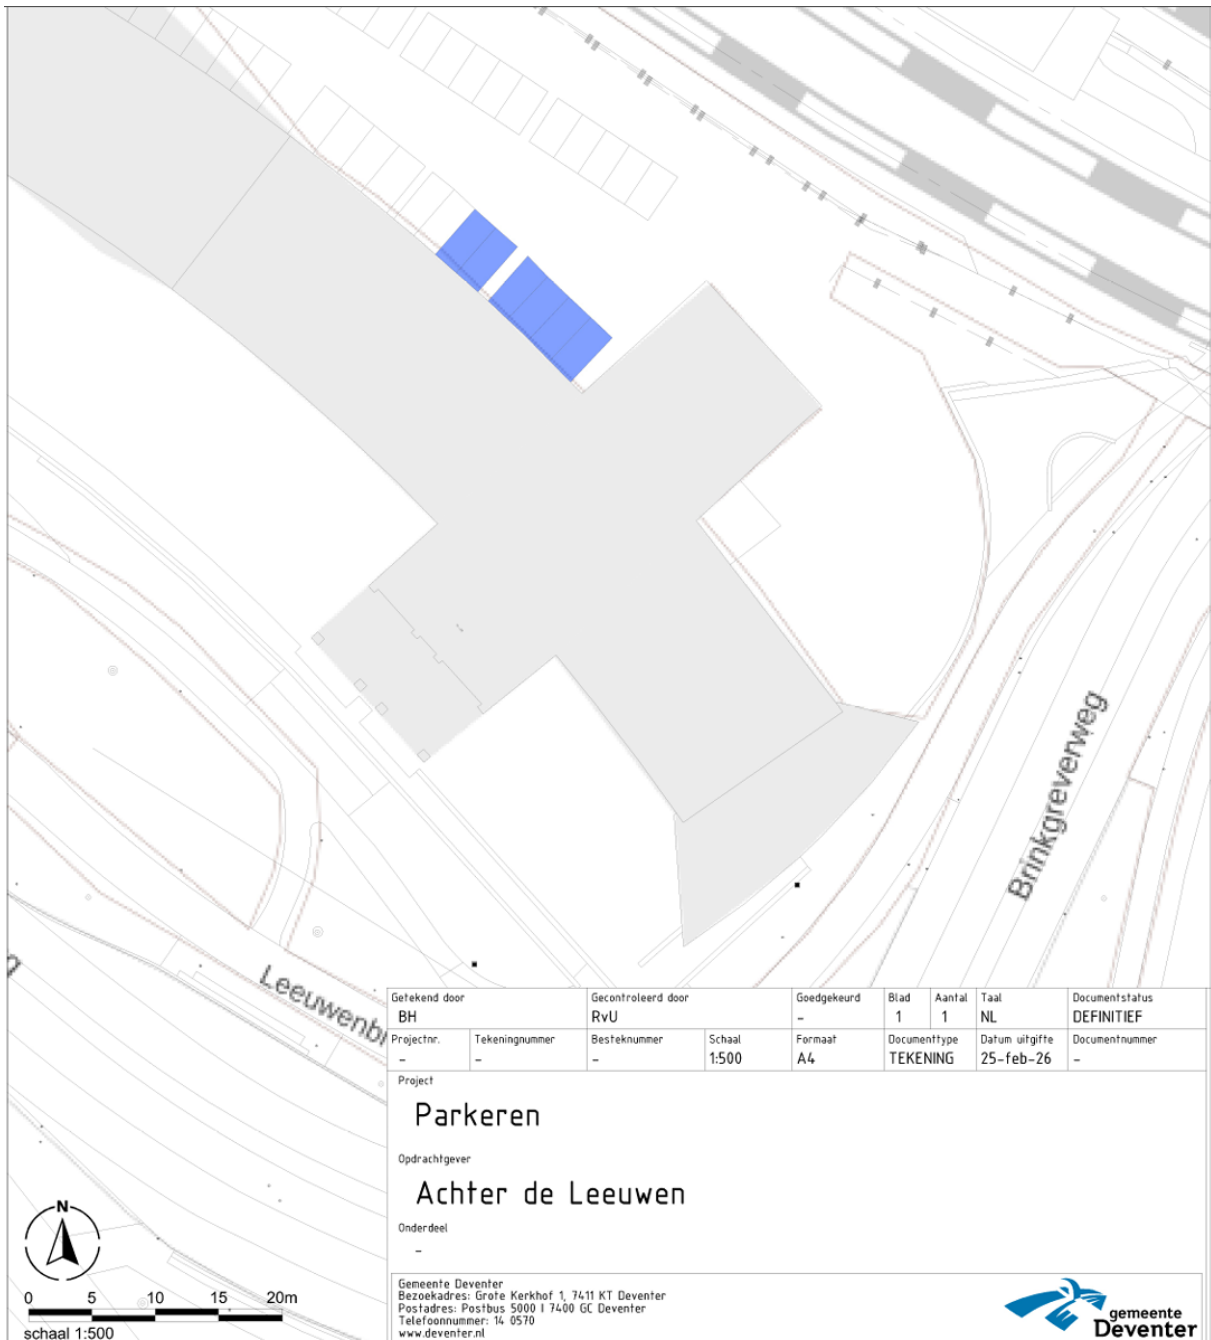 Brinkgreverweg
g
Leeuwenbr
Getekend door
BH
Gecontroleerd door
RvU
Goedgekeurd
-
Blad
1
Aantal
1
Taal
NL
Documentstatus
DEFINITIEF
Projectnr.
-
Tekeningnummer
-
Besteknummer
-
Schaal
1:500
Formaat
A4
Documenttype
TEKENING
Datum uitgifte
25-feb-26
Documentnummer
-
Project
Parkeren
Opdrachtgever
Achter de Leeuwen
Onderdeel
-
N
0 5 10 15 20m
schaal 1:500
Gemeente Deventer
Bezoekadres: Grote Kerkhof 1, 7411 KT Deventer
Postadres: Postbus 5000 | 7400 GC Deventer
Telefoonnummer: 14 0570
www.deventer.nl
gemeente
Deventer